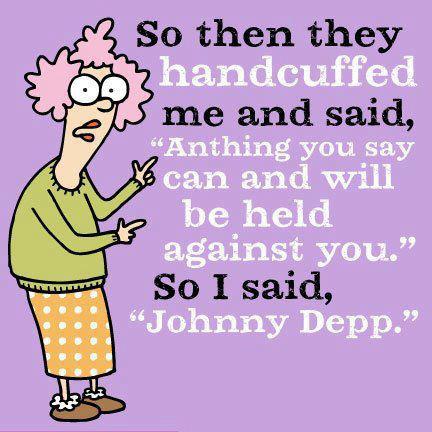 So then they
handcuffed
me and said,
“Anthing you say
can and will
be held
against you.”
So I said,
“Johnny Depp.”